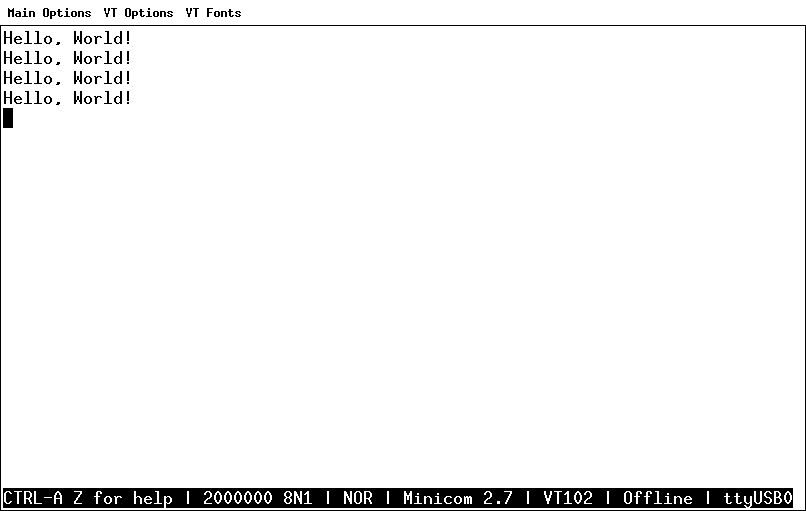 Main Options VT Options VT Fonts
Hello, World!
Hello, World!
Hello, World!
Hello, World!
CTRL-A Z for help | 2000000 8N1 | NOR | Minicom 2.7 | VT102 | Offline | ttyUSB0